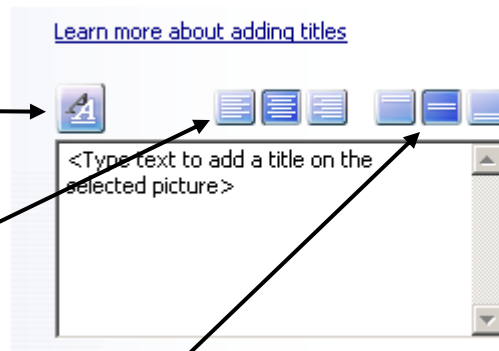 Learn more about adding titles
<Type text to add a title on the
selected picture>